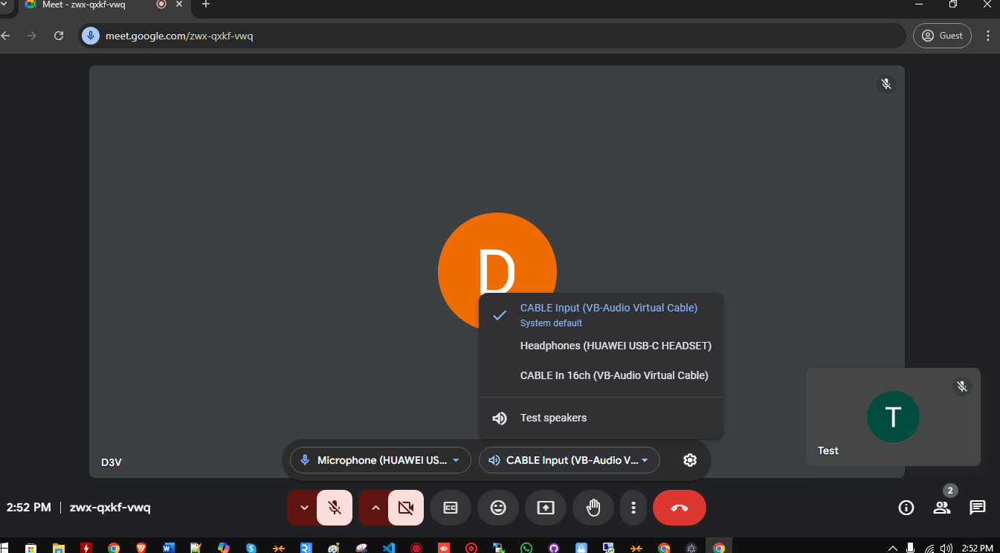 Meet - zwx-qxkf-vwq
meet.google.com/zwx-qxkf-vwq
Guest
D
CABLE Input (VB-Audio Virtual Cable)
System default
Headphones (HUAWEI USB-C HEADSET)
CABLE In 16ch (VB-Audio Virtual Cable)
Test speakers
T
Test
D3V
Microphone (HUAWEI US...
CABLE Input (VB-Audio V...
2:52 PM
zwx-qxkf-vwq
CC
2
2:52 PM